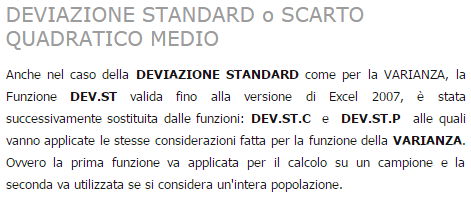 DEVIAZIONE STANDARD o SCARTO
QUADRATICO MEDIO
Anche nel caso della DEVIAZIONE STANDARD come per la VARIANZA, la
Funzione DEV.ST valida fino alla versione di Excel 2007, è stata
successivamente sostituita dalle funzioni: DEV.ST.C e DEV.ST.P alle quali
vanno applicate le stesse considerazioni fatta per la funzione della VARIANZA.
Ovvero la prima funzione va applicata per il calcolo su un campione e la
seconda va utilizzata se si considera un'intera popolazione.